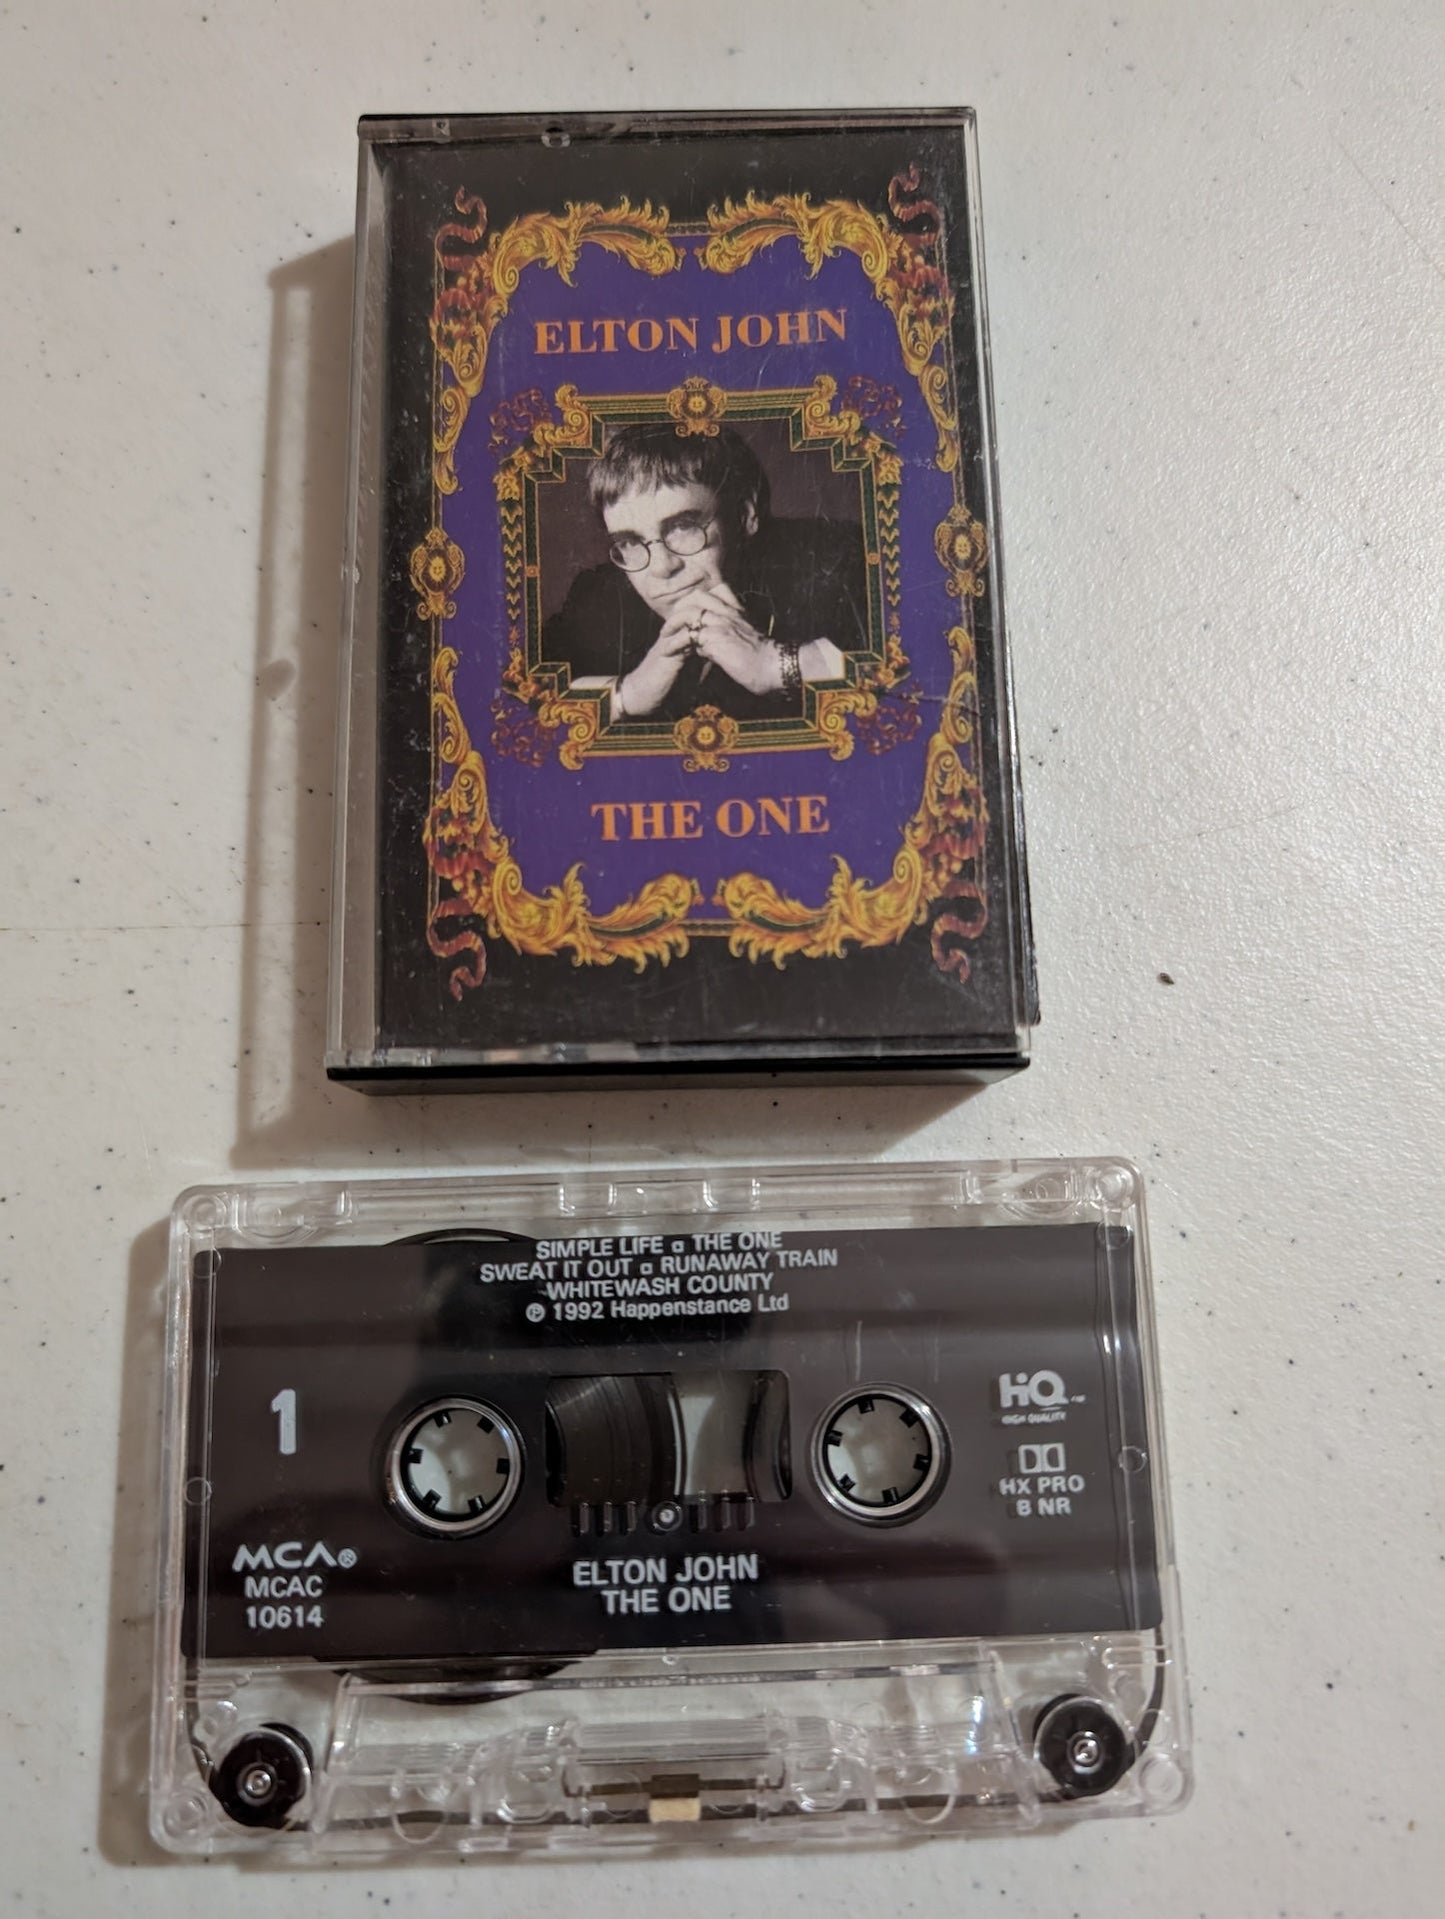 ELTON JOHN
THE ONE
SIMPLE LIFE ▫ THE ONE
SWEAT IT OUT ▫ RUNAWAY TRAIN
WHITEWASH COUNTY
℗ 1992 Happenstance Ltd
1
HiQ™
HIGH QUALITY
HX PRO
B NR
MCA®
MCAC
10614
ELTON JOHN
THE ONE